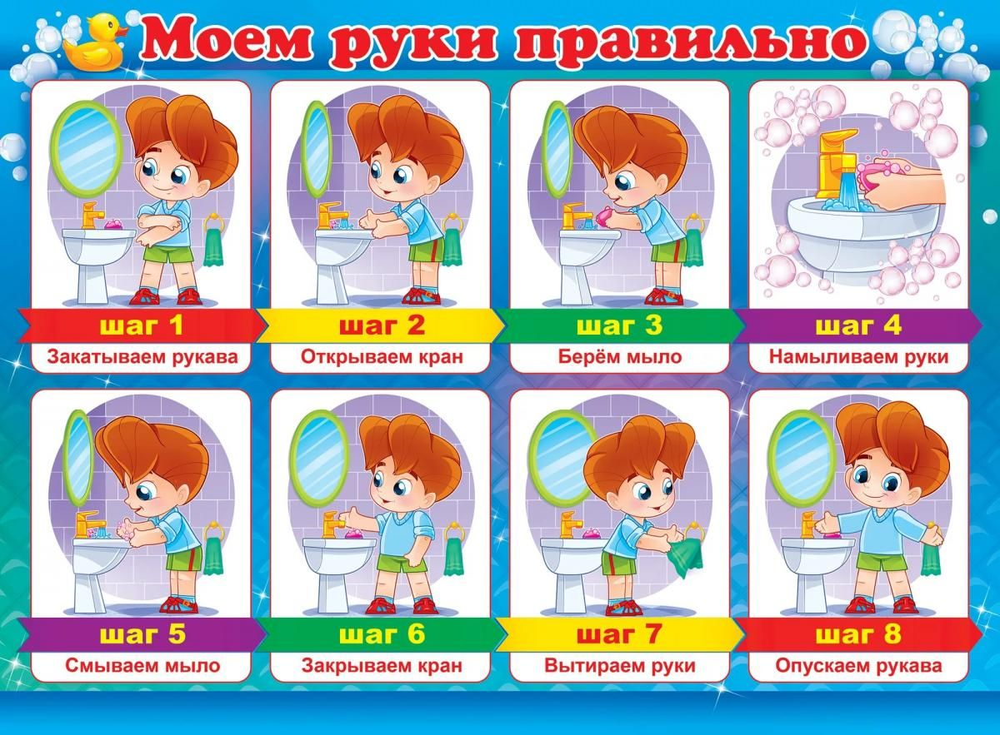 Моем руки правильно
шаг 1
Закатываем рукава
шаг 2
Открываем кран
шаг 3
Берём мыло
шаг 4
Намыливаем руки
шаг 5
Смываем мыло
шаг 6
Закрываем кран
шаг 7
Вытираем руки
шаг 8
Опускаем рукава